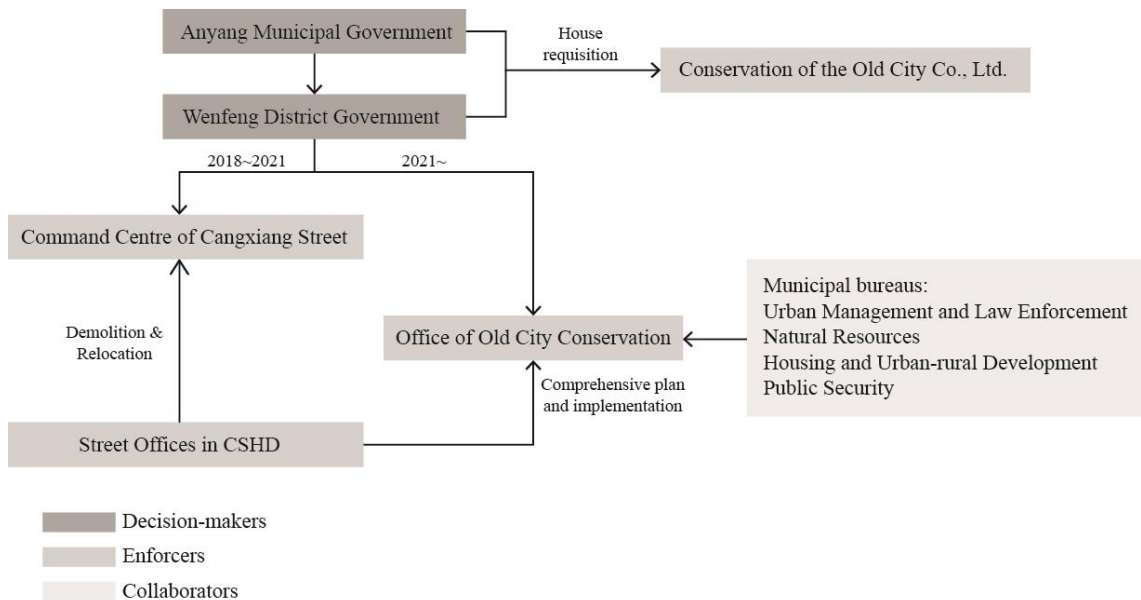 Anyang Municipal Government
House
requisition
Conservation of the Old City Co., Ltd.
Wenfeng District Government
2018~2021
2021~
Command Centre of Cangxiang Street
Municipal bureaus:
Urban Management and Law Enforcement
Natural Resources
Housing and Urban-rural Development
Public Security
Demolition &
Relocation
Office of Old City Conservation
Comprehensive plan
and implementation
Street Offices in CSHD
Decision-makers
Enforcers
Collaborators